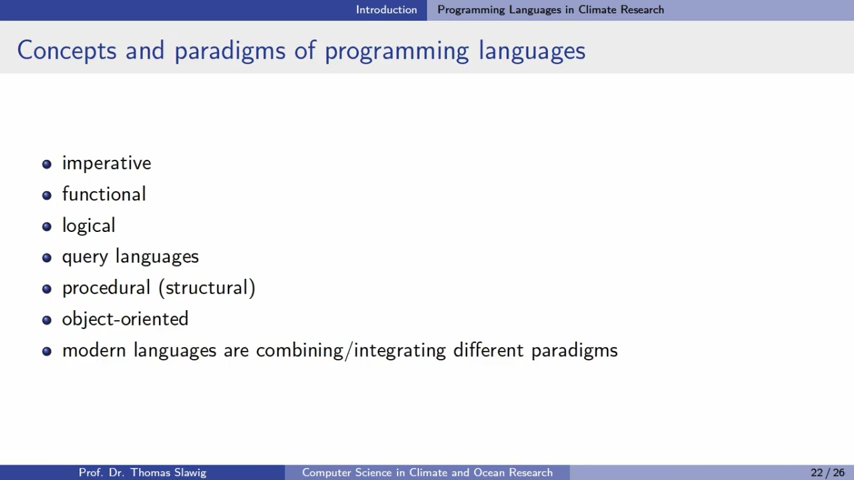 Introduction Programming Languages in Climate Research
Concepts and paradigms of programming languages
imperative
functional
logical
query languages
procedural (structural)
object-oriented
modern languages are combining/integrating different paradigms
Prof. Dr. Thomas Slawig Computer Science in Climate and Ocean Research 22 / 26